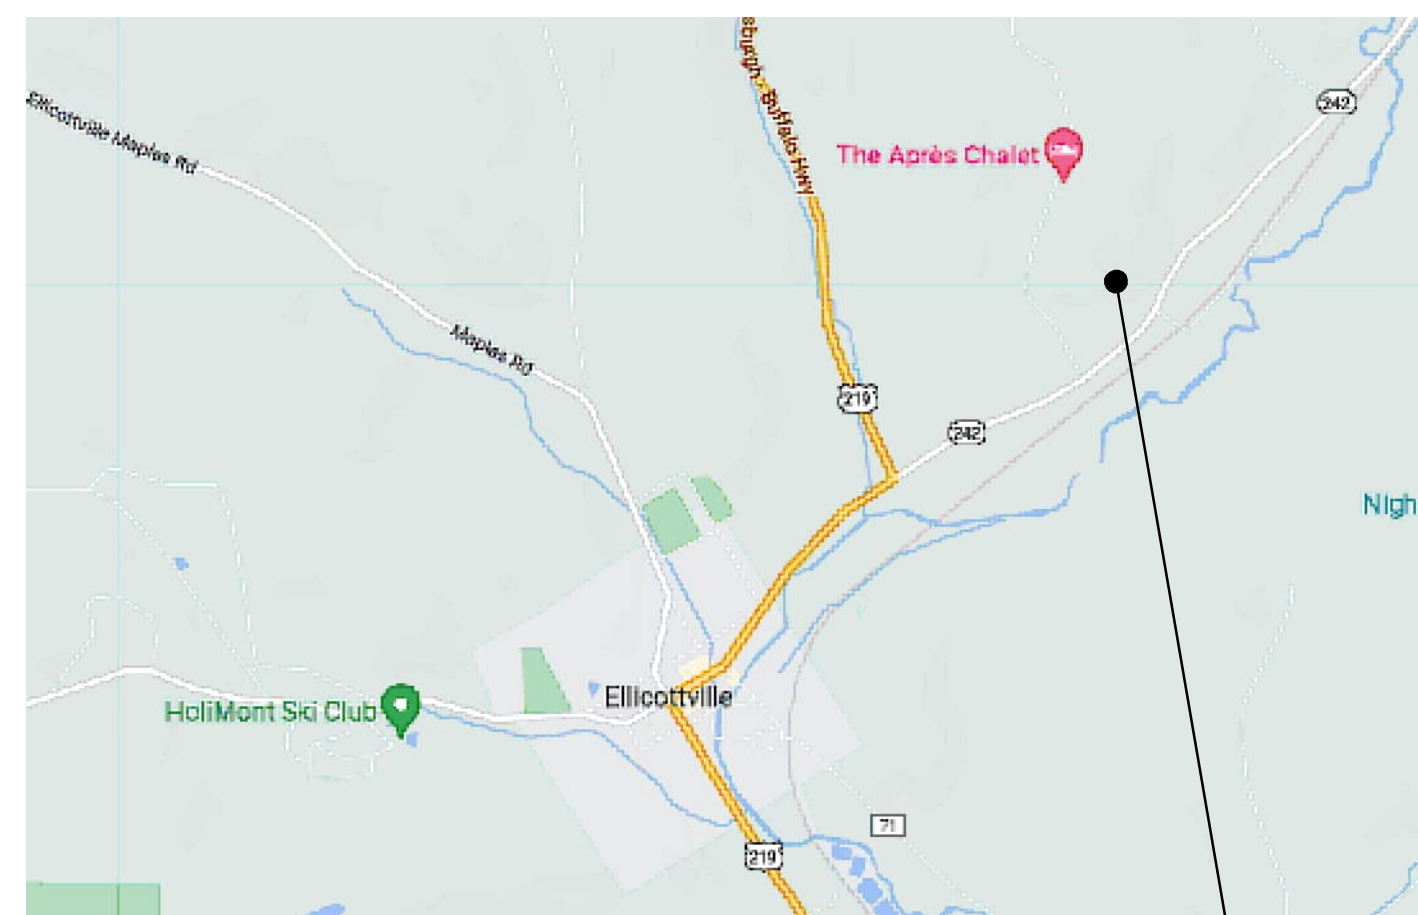 sburgh-Buffalo Hwy
242
Ellicottville Maples Rd
The Après Chalet
Maples Rd
219
242
Nigh
Ellicottville
HoliMont Ski Club
71
219